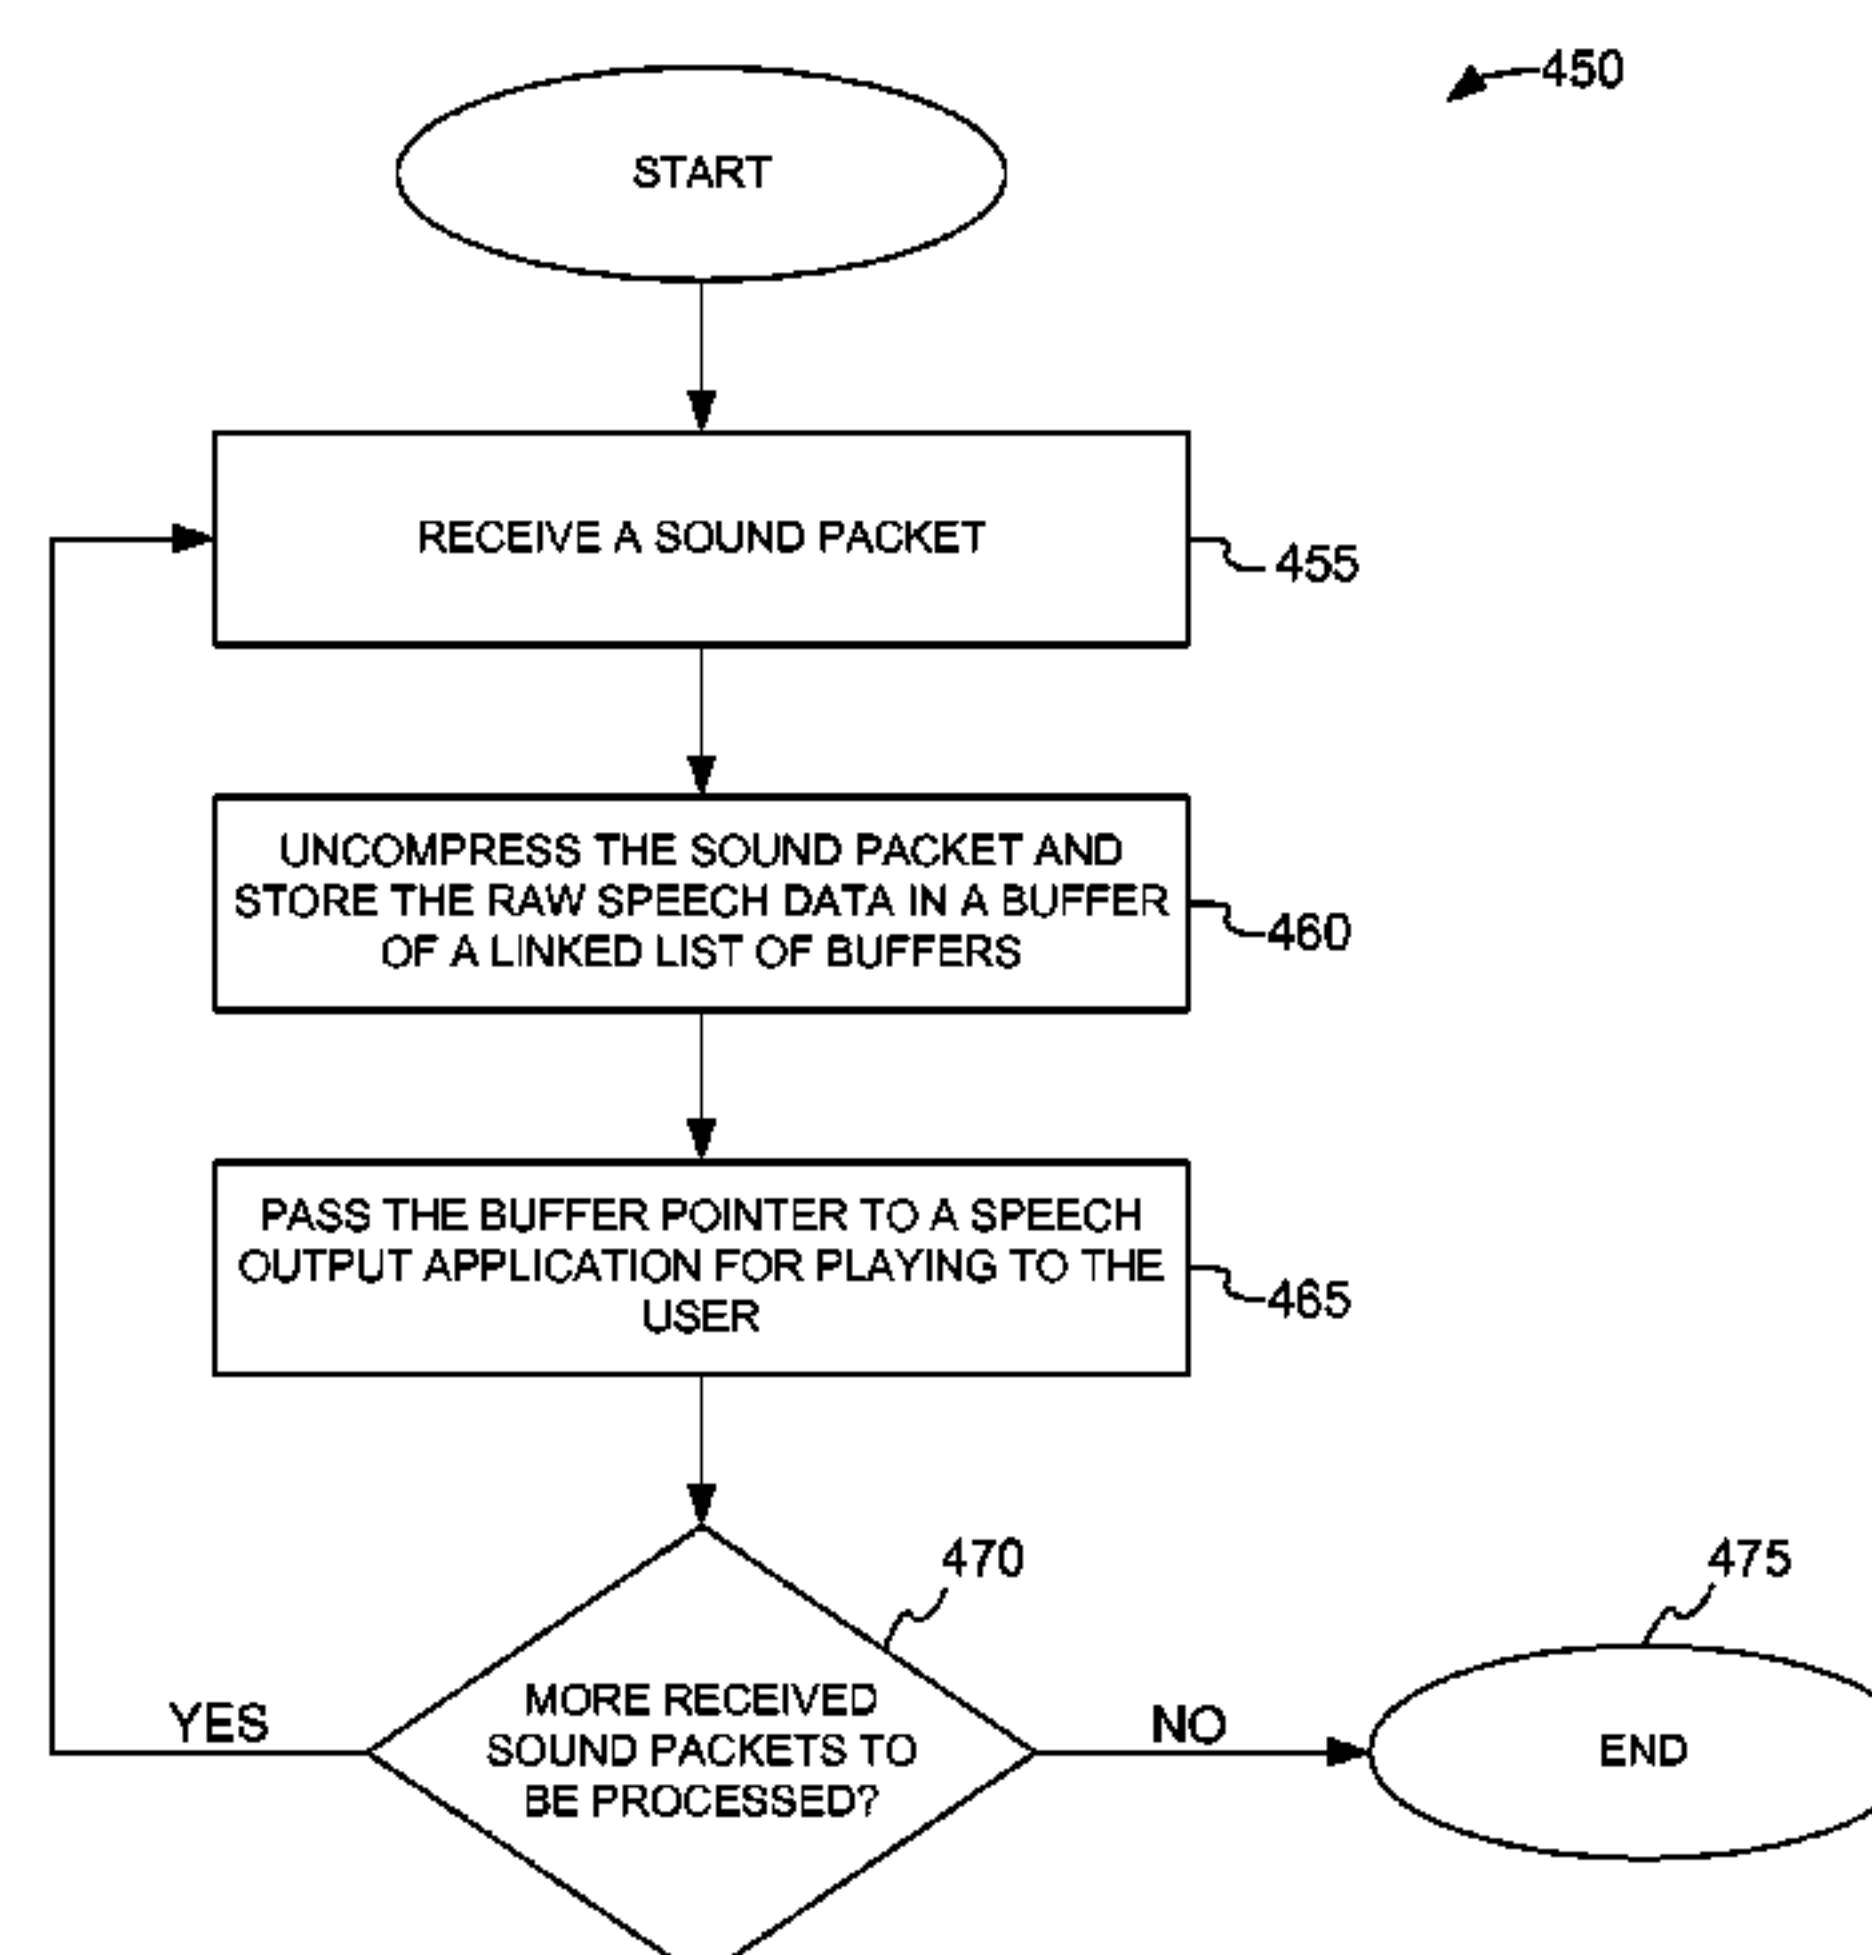 450
START
RECEIVE A SOUND PACKET
455
UNCOMPRESS THE SOUND PACKET AND
STORE THE RAW SPEECH DATA IN A BUFFER
OF A LINKED LIST OF BUFFERS
460
PASS THE BUFFER POINTER TO A SPEECH
OUTPUT APPLICATION FOR PLAYING TO THE
USER
465
470
475
YES
MORE RECEIVED
SOUND PACKETS TO
BE PROCESSED?
NO
END